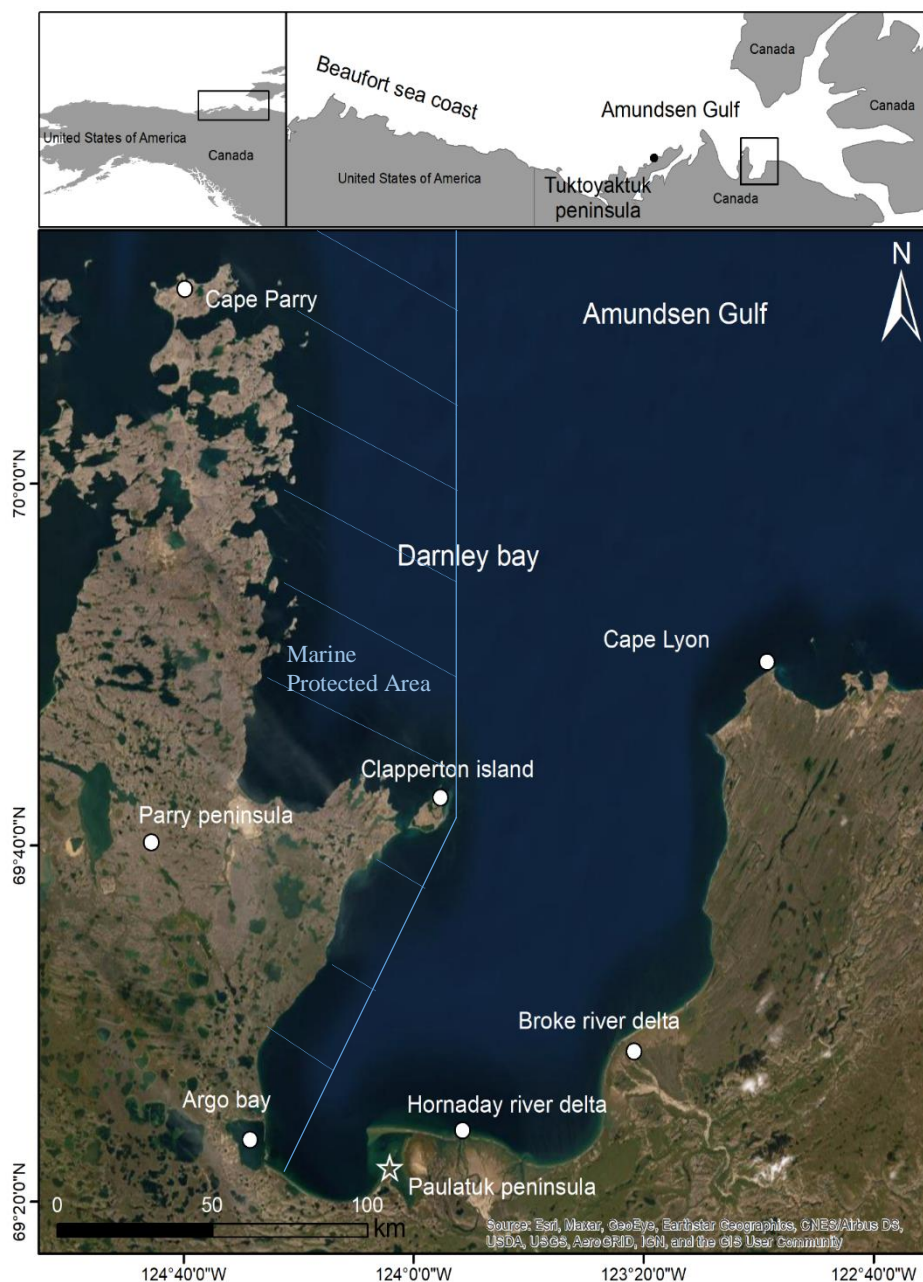 United States of America
Canada
Beaufort sea coast
Amundsen Gulf
Tuktoyaktuk
peninsula
United States of America
Canada
Canada
Canada
N
Cape Parry
Amundsen Gulf
70°0'0"N
Darnley bay
Cape Lyon
Marine
Protected Area
Clapperton island
Parry peninsula
69°40'0"N
Broke river delta
Argo bay
Hornaday river delta
Paulatuk peninsula
69°20'0"N
0 50 100
km
Source: Esri, Maxar, GeoEye, Earthstar Geographics, CNES/Airbus DS,
USDA, USGS, AeroGRID, IGN, and the GIS User Community
124°40'0"W 124°0'0"W 123°20'0"W 122°0'0"W